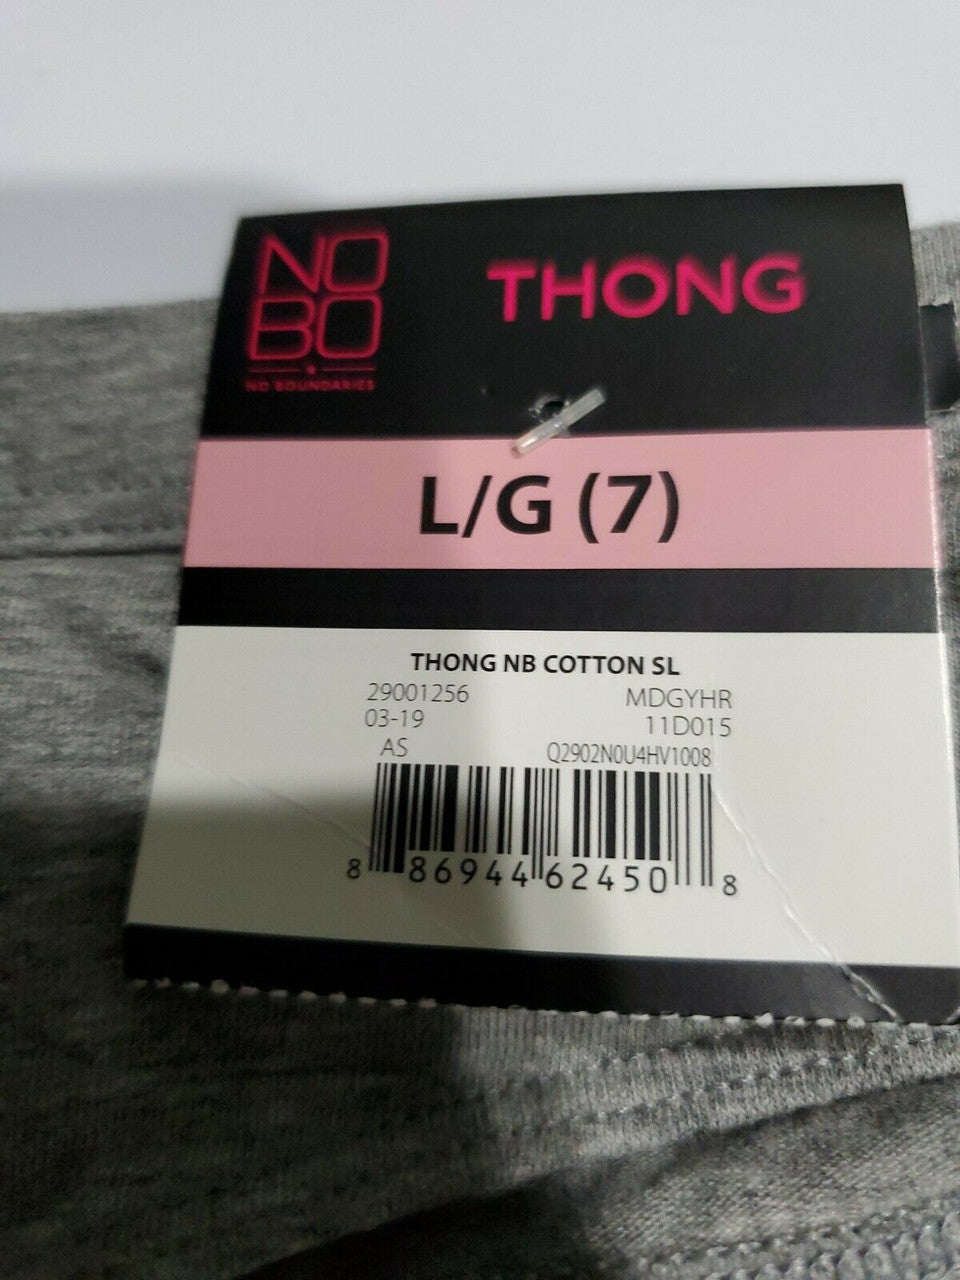 NO
BO
NO BOUNDARIES
THONG
L/G (7)
THONG NB COTTON SL
29001256 MDGYHR
03-19 11D015
AS Q2902N0U4HV1008
8 86944 62450 8